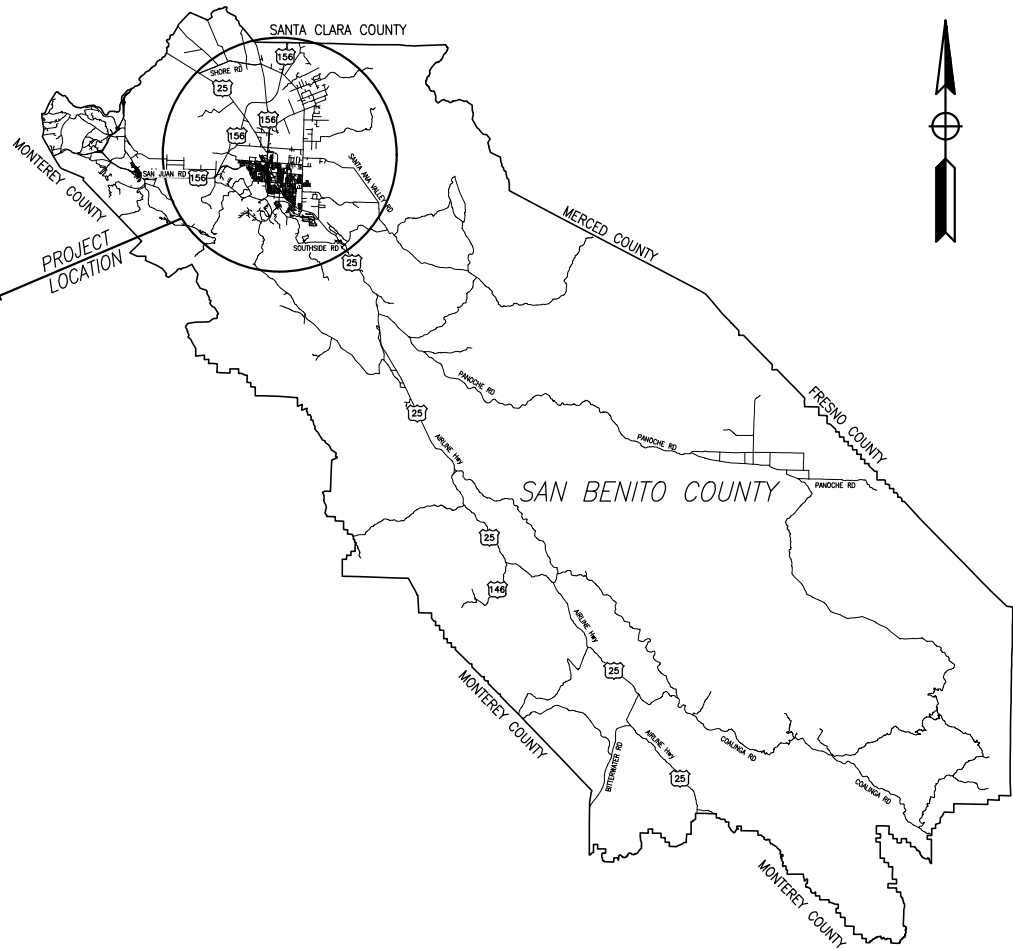 SANTA CLARA COUNTY
156
SHORE RD
25
156
156
MONTEREY COUNTY
SAN JUAN RD
156
SANTA ANA VALLEY RD
MERCED COUNTY
PROJECT
LOCATION
SOUTHSIDE RD
25
PANOCHE RD
FRESNO COUNTY
25
AIRLINE Hwy
PANOCHE RD
PANOCHE RD
SAN BENITO COUNTY
25
146
AIRLINE Hwy
25
MONTEREY COUNTY
BITTERWATER RD
AIRLINE Hwy
COALINGA RD
25
COALINGA RD
MONTEREY COUNTY